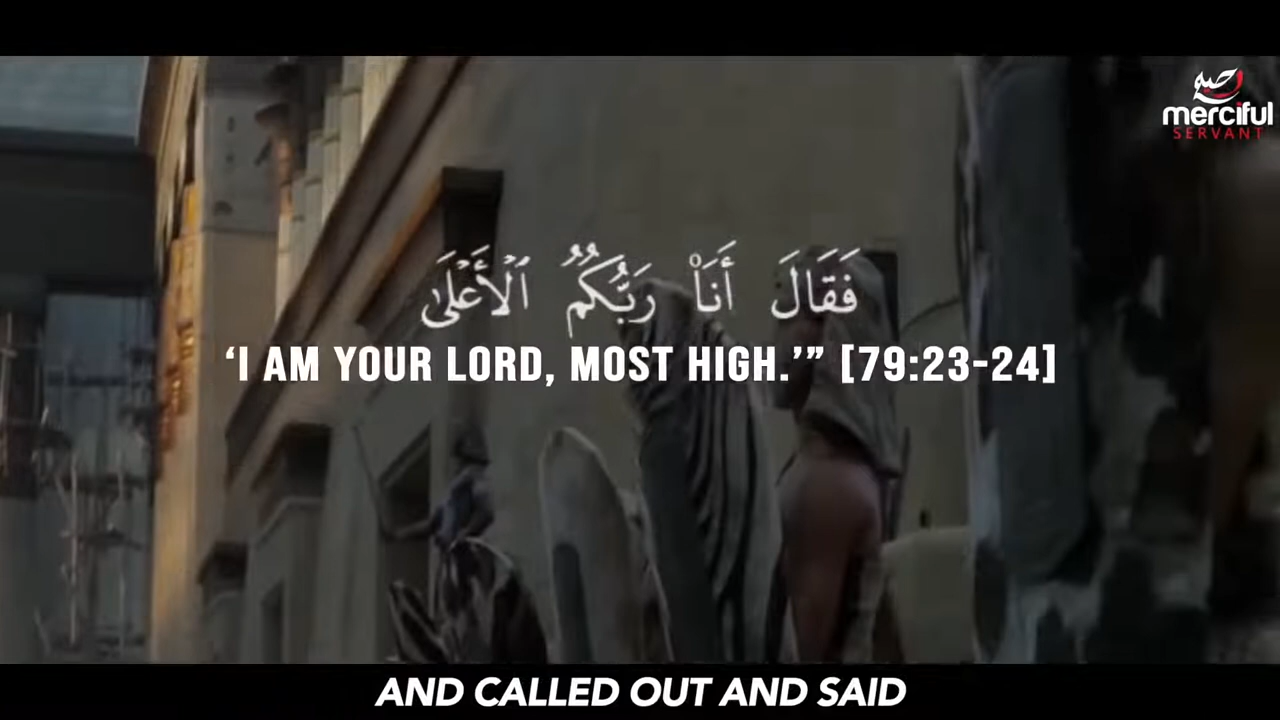 merciful
SERVANT
فَقَالَ أَنَا۠ رَبُّكُمُ ٱلْأَعْلَىٰ
‘I AM YOUR LORD, MOST HIGH.’” [79:23-24]
AND CALLED OUT AND SAID